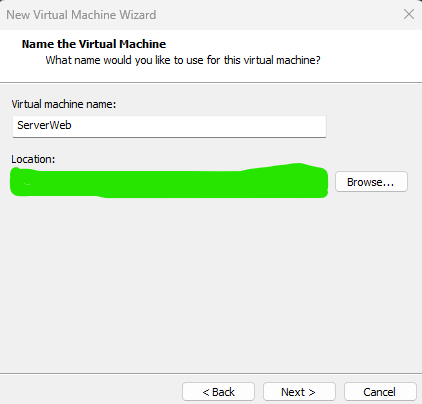 New Virtual Machine Wizard
Name the Virtual Machine
What name would you like to use for this virtual machine?
Virtual machine name:
ServerWeb
Location:
Browse...
< Back
Next >
Cancel